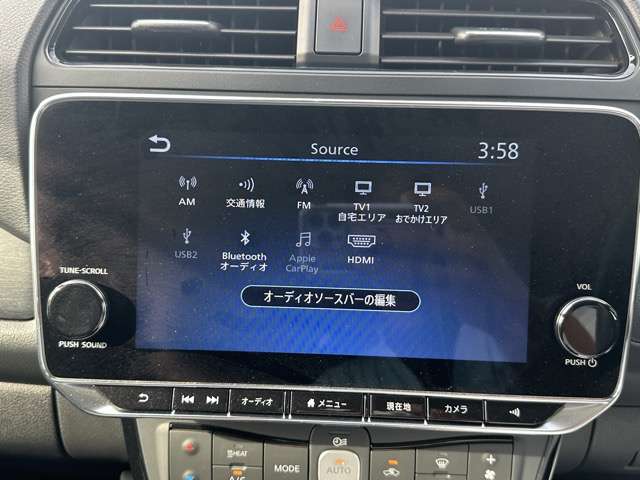 Source
3:58
AM
交通情報
FM
TV1
自宅エリア
TV2
おでかけエリア
USB1
USB2
Bluetooth
オーディオ
Apple
CarPlay
HDMI
オーディオソースバーの編集
TUNE•SCROLL
PUSH SOUND
VOL
PUSH
オーディオ
メニュー
現在地
カメラ
HEAT
A/C
MODE
AUTO